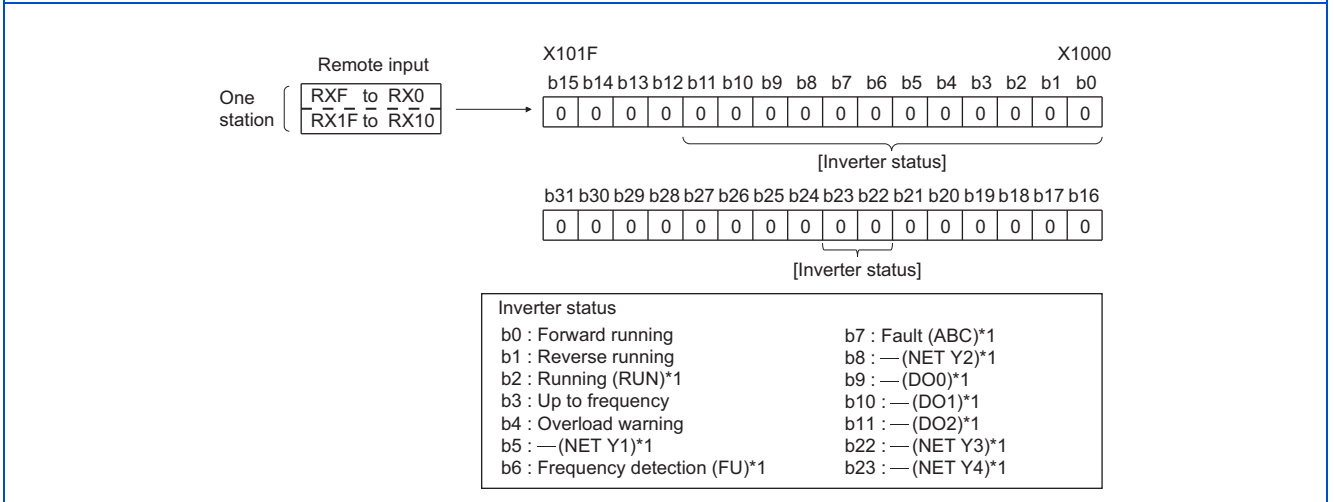 Remote input
One station
RXF to RX0
RX1F to RX10
X101F X1000
b15 b14 b13 b12 b11 b10 b9 b8 b7 b6 b5 b4 b3 b2 b1 b0
0 0 0 0 0 0 0 0 0 0 0 0 0 0 0 0
[Inverter status]
b31 b30 b29 b28 b27 b26 b25 b24 b23 b22 b21 b20 b19 b18 b17 b16
0 0 0 0 0 0 0 0 0 0 0 0 0 0 0 0
[Inverter status]
Inverter status
b0 : Forward running
b1 : Reverse running
b2 : Running (RUN)*1
b3 : Up to frequency
b4 : Overload warning
b5 : — (NET Y1)*1
b6 : Frequency detection (FU)*1
b7 : Fault (ABC)*1
b8 : — (NET Y2)*1
b9 : — (DO0)*1
b10 : — (DO1)*1
b11 : — (DO2)*1
b22 : — (NET Y3)*1
b23 : — (NET Y4)*1